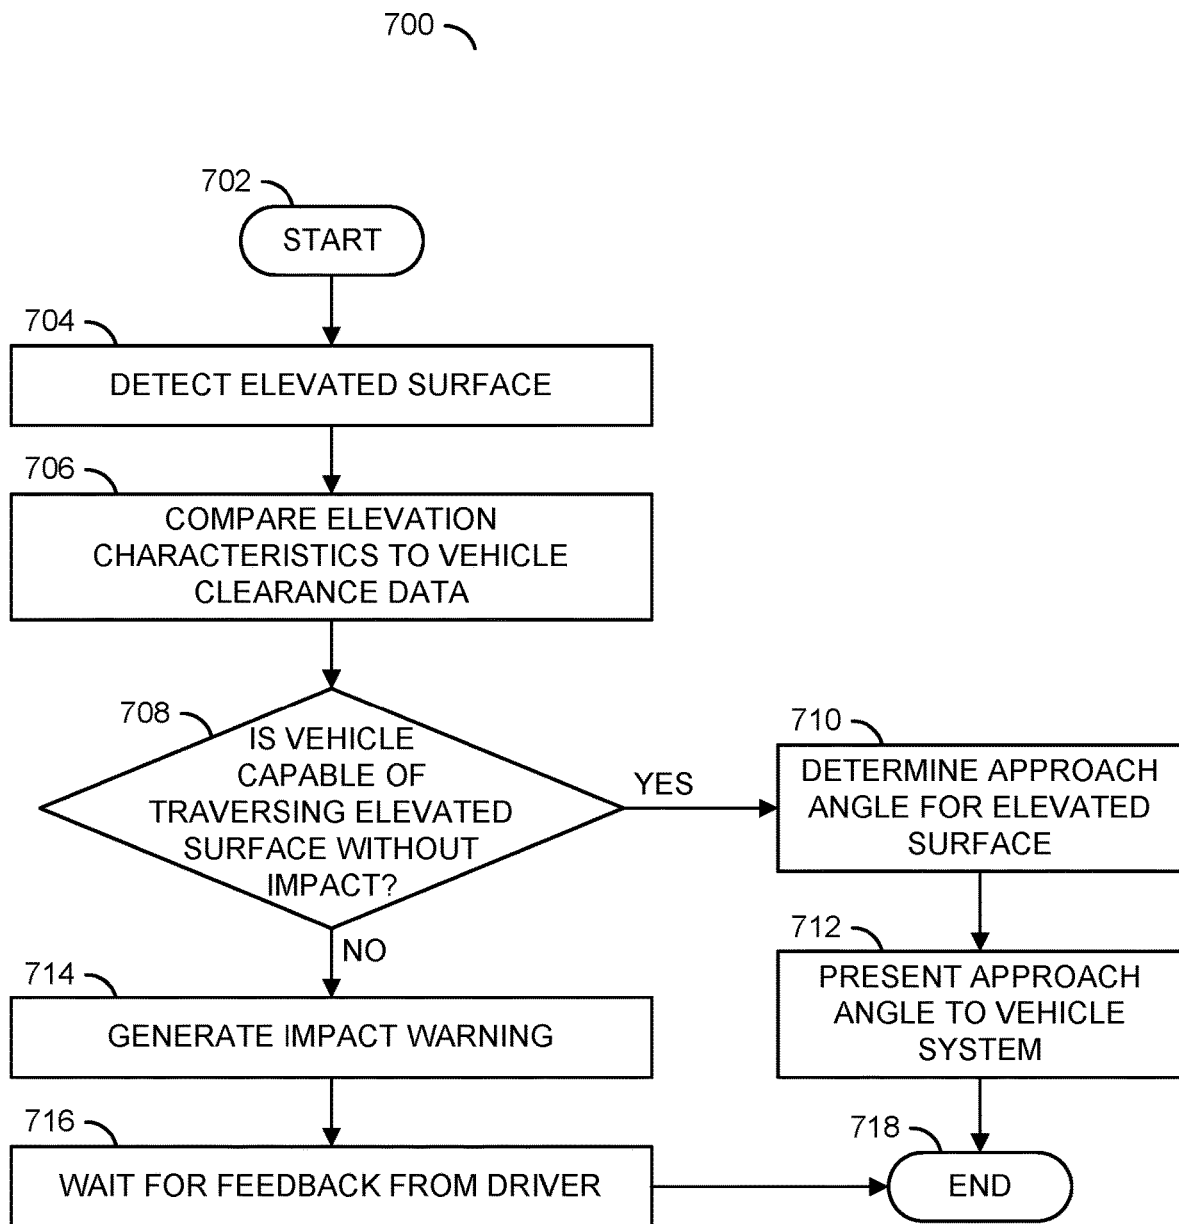 700
702
START
704
DETECT ELEVATED SURFACE
706
COMPARE ELEVATION
CHARACTERISTICS TO VEHICLE
CLEARANCE DATA
708
IS VEHICLE
CAPABLE OF
TRAVERSING ELEVATED
SURFACE WITHOUT
IMPACT?
YES
710
DETERMINE APPROACH
ANGLE FOR ELEVATED
SURFACE
712
PRESENT APPROACH
ANGLE TO VEHICLE
SYSTEM
NO
714
GENERATE IMPACT WARNING
716
WAIT FOR FEEDBACK FROM DRIVER
718
END